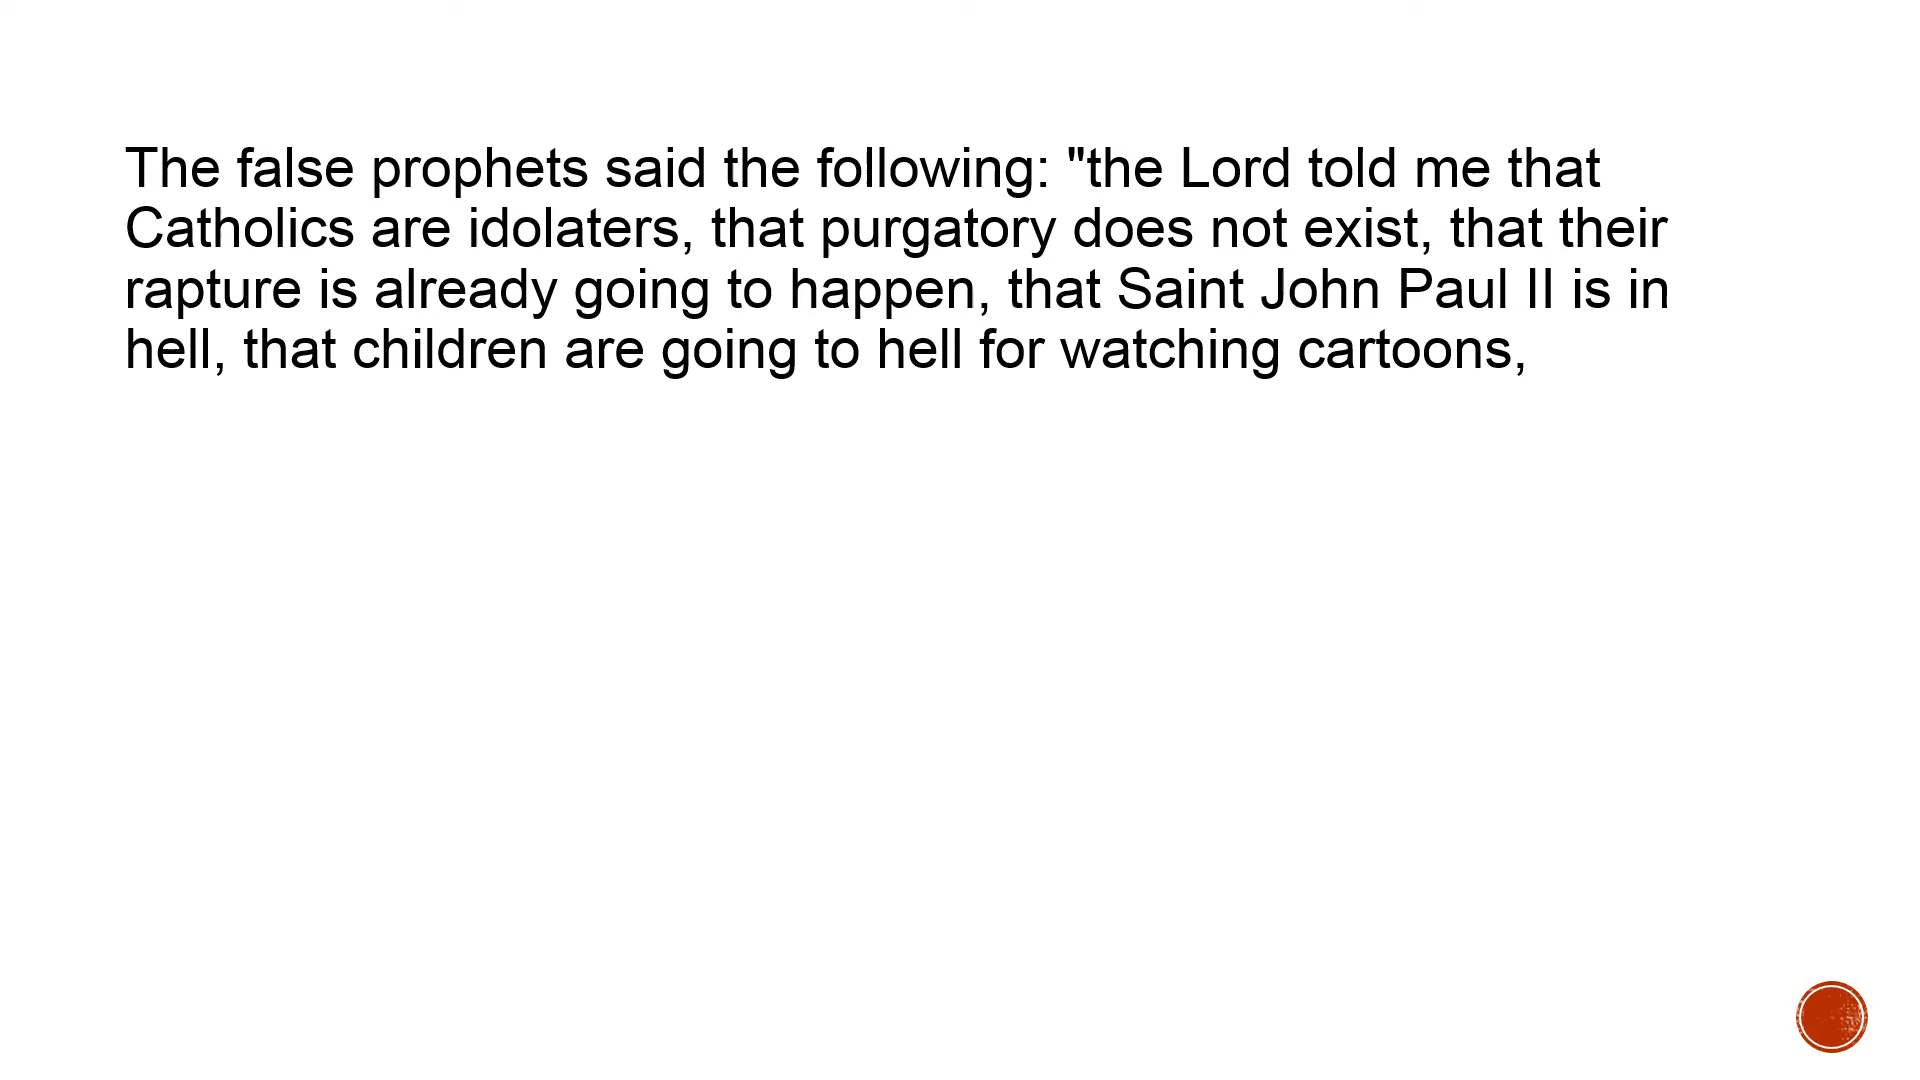 The false prophets said the following: "the Lord told me that
Catholics are idolaters, that purgatory does not exist, that their
rapture is already going to happen, that Saint John Paul II is in
hell, that children are going to hell for watching cartoons,